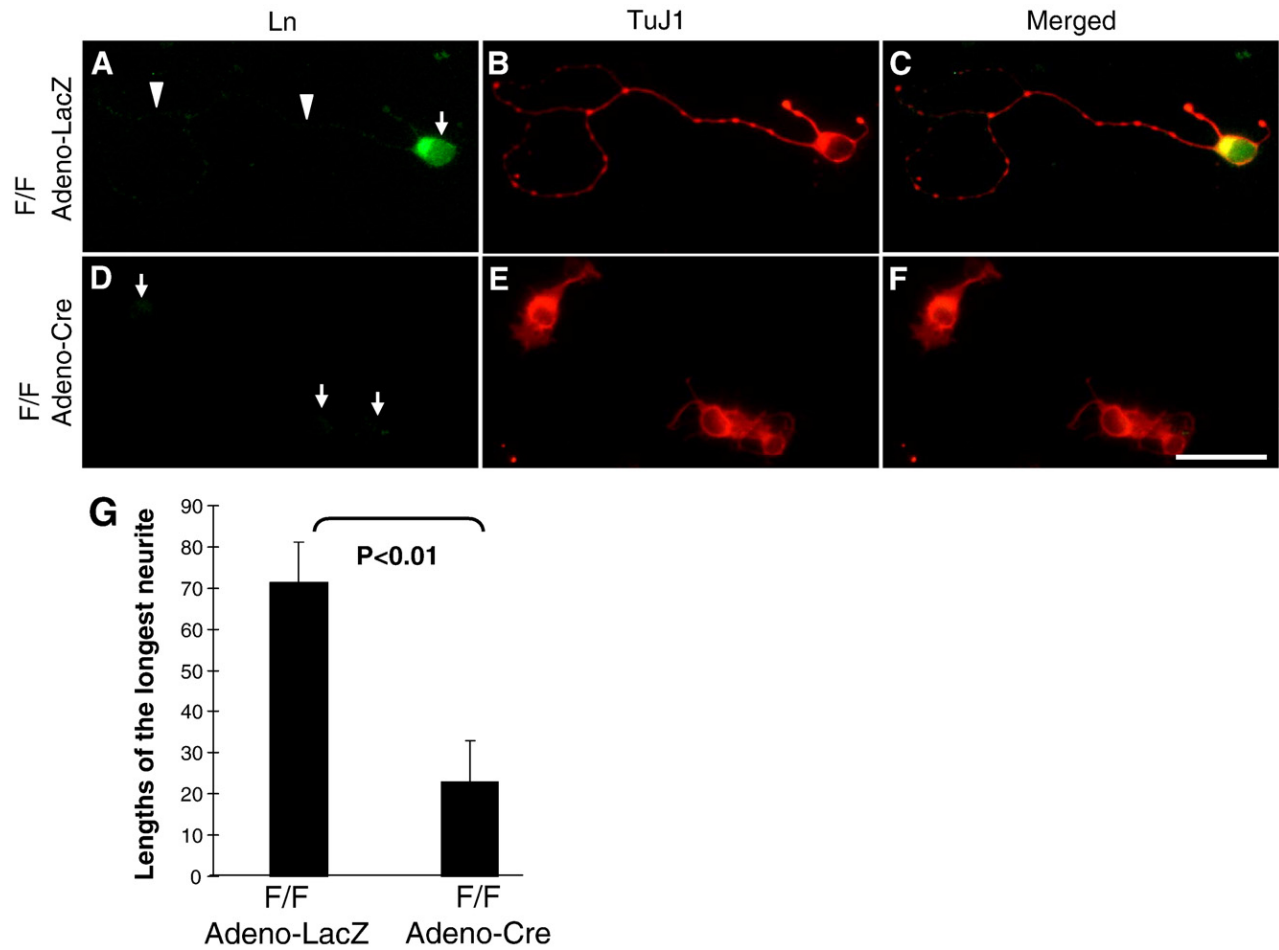 Ln
TuJ1
Merged
F/F
Adeno-LacZ
A
B
C
F/F
Adeno-Cre
D
E
F
G
Lengths of the longest neurite
90
80
70
60
50
40
30
20
10
0
P<0.01
F/F
Adeno-LacZ
F/F
Adeno-Cre